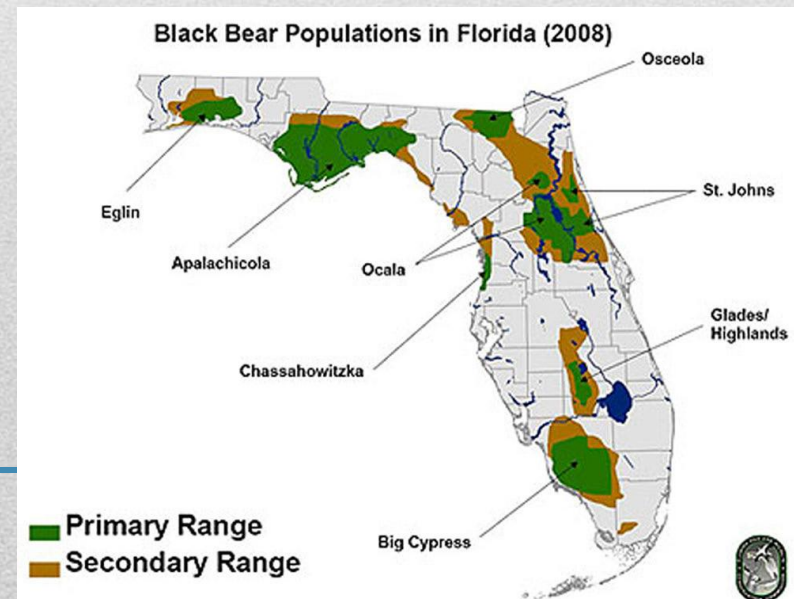 Black Bear Populations in Florida (2008)
Osceola
Eglin
St. Johns
Apalachicola
Ocala
Glades/
Highlands
Chassahowitzka
Big Cypress
Primary Range
Secondary Range